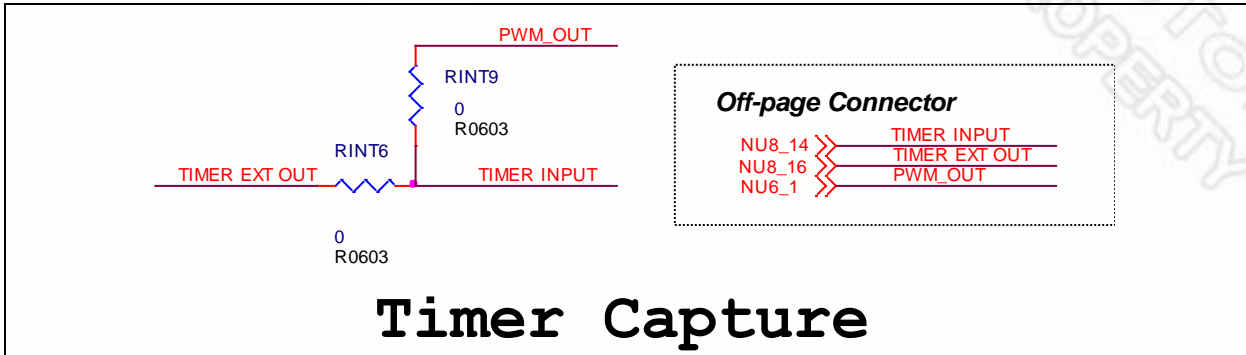 PWM_OUT
RINT9
0
R0603
RINT6
TIMER EXT OUT
TIMER INPUT
0
R0603
Off-page Connector
NU8_14 TIMER INPUT
NU8_16 TIMER EXT OUT
NU6_1 PWM_OUT
Timer Capture